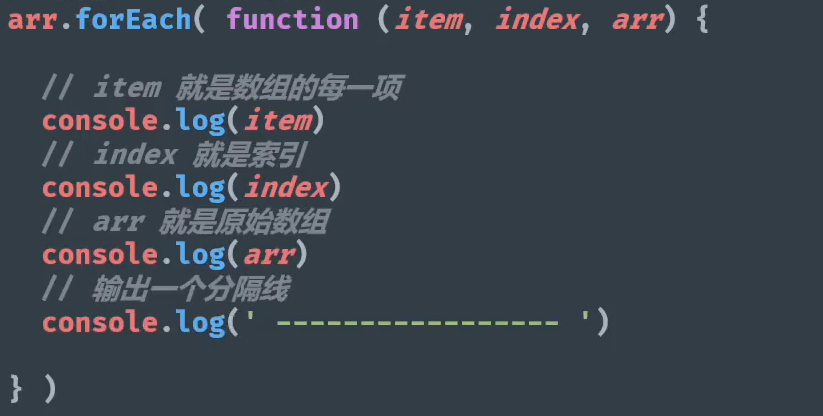 arr.forEach( function (item, index, arr) {
// item 就是数组的每一项
console.log(item)
// index 就是索引
console.log(index)
// arr 就是原始数组
console.log(arr)
// 输出一个分隔线
console.log(' ----------------- ')
} )